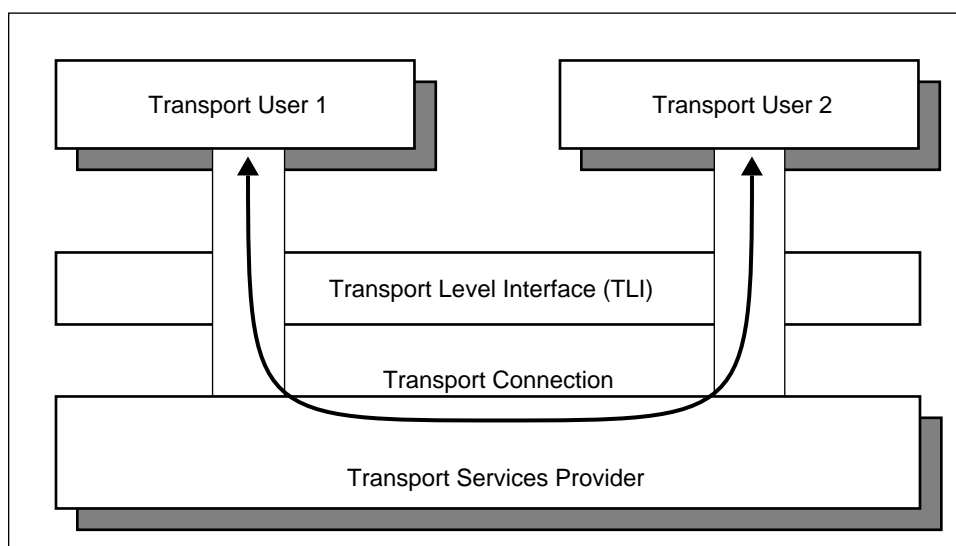 Transport User 1
Transport User 2
Transport Level Interface (TLI)
Transport Connection
Transport Services Provider